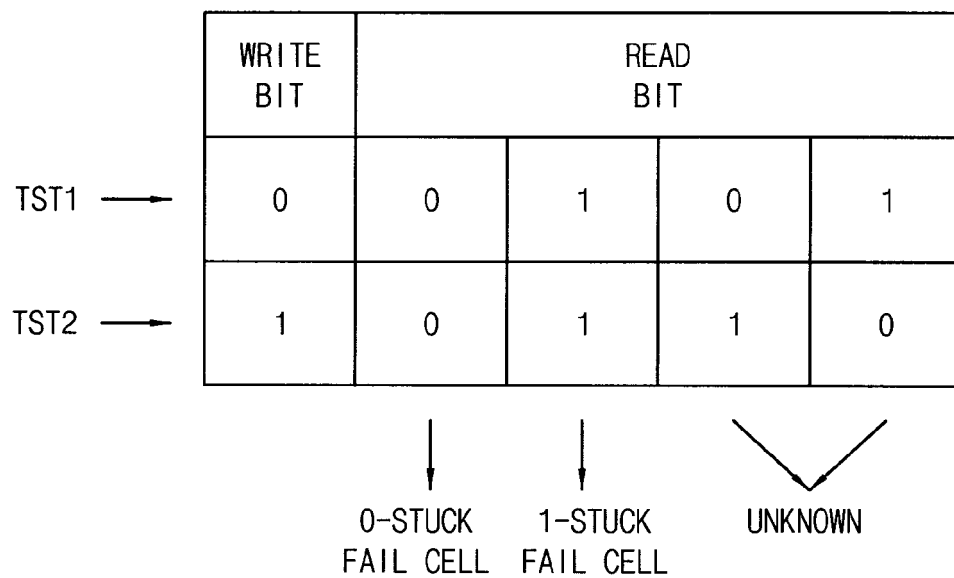 WRITE READ
BIT BIT
TST1 0 0 1 0 1
TST2 1 0 1 1 0
0-STUCK 1-STUCK UNKNOWN
FAIL CELL FAIL CELL